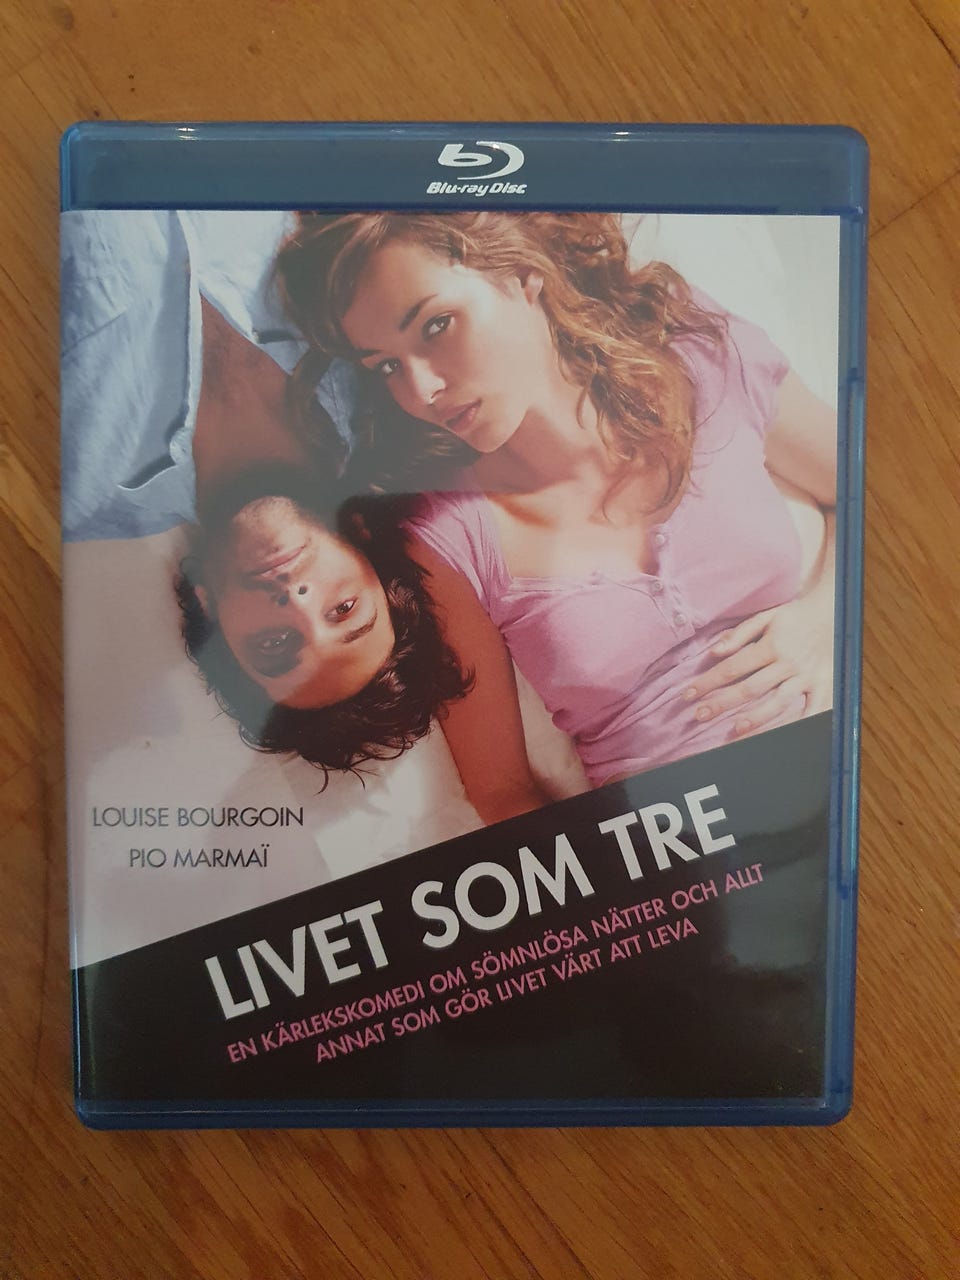 Blu-ray Disc
LOUISE BOURGOIN
PIO MARMAÏ
LIVET SOM TRE
EN KÄRLEKSKOMEDI OM SÖMNLÖSA NÄTTER OCH ALLT
ANNAT SOM GÖR LIVET VÄRT ATT LEVA